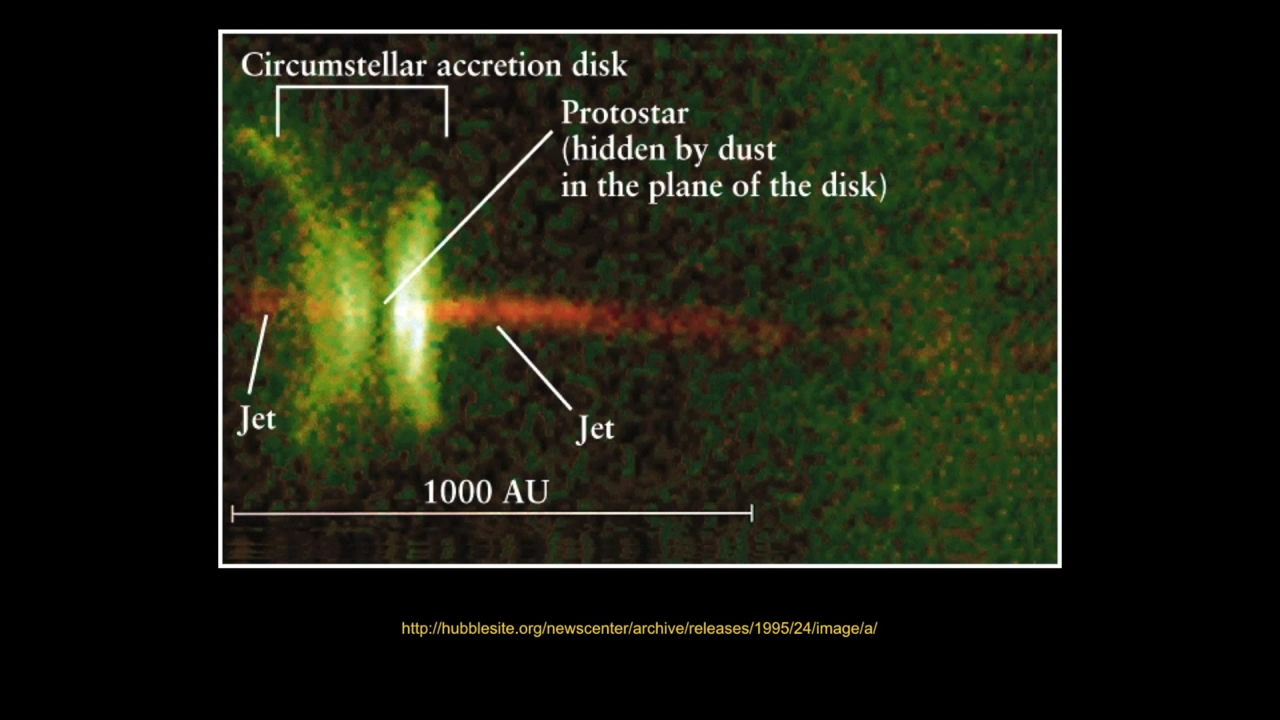 Circumstellar accretion disk
Protostar
(hidden by dust
in the plane of the disk)
Jet
Jet
1000 AU
http://hubblesite.org/newscenter/archive/releases/1995/24/image/a/